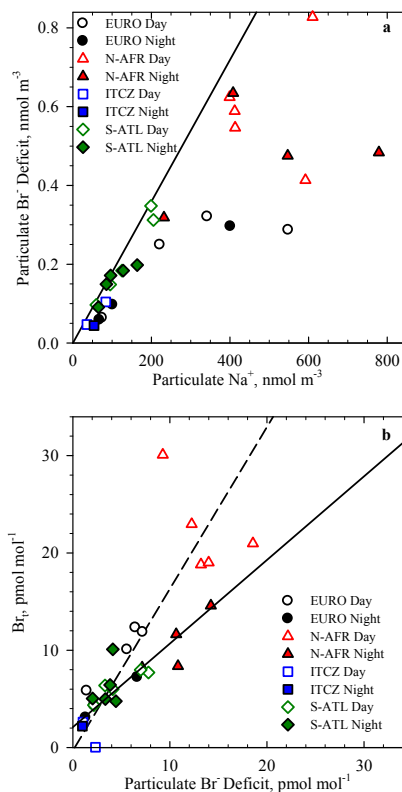 a
EURO Day
EURO Night
N-AFR Day
N-AFR Night
ITCZ Day
ITCZ Night
S-ATL Day
S-ATL Night
0.8
0.6
0.4
0.2
0.0
0 200 400 600 800
Particulate Na⁺, nmol m⁻³
Particulate Br⁻ Deficit, nmol m⁻³
b
30
20
10
0
EURO Day
EURO Night
N-AFR Day
N-AFR Night
ITCZ Day
ITCZ Night
S-ATL Day
S-ATL Night
0 10 20 30
Particulate Br⁻ Deficit, pmol mol⁻¹
Brₜ, pmol mol⁻¹